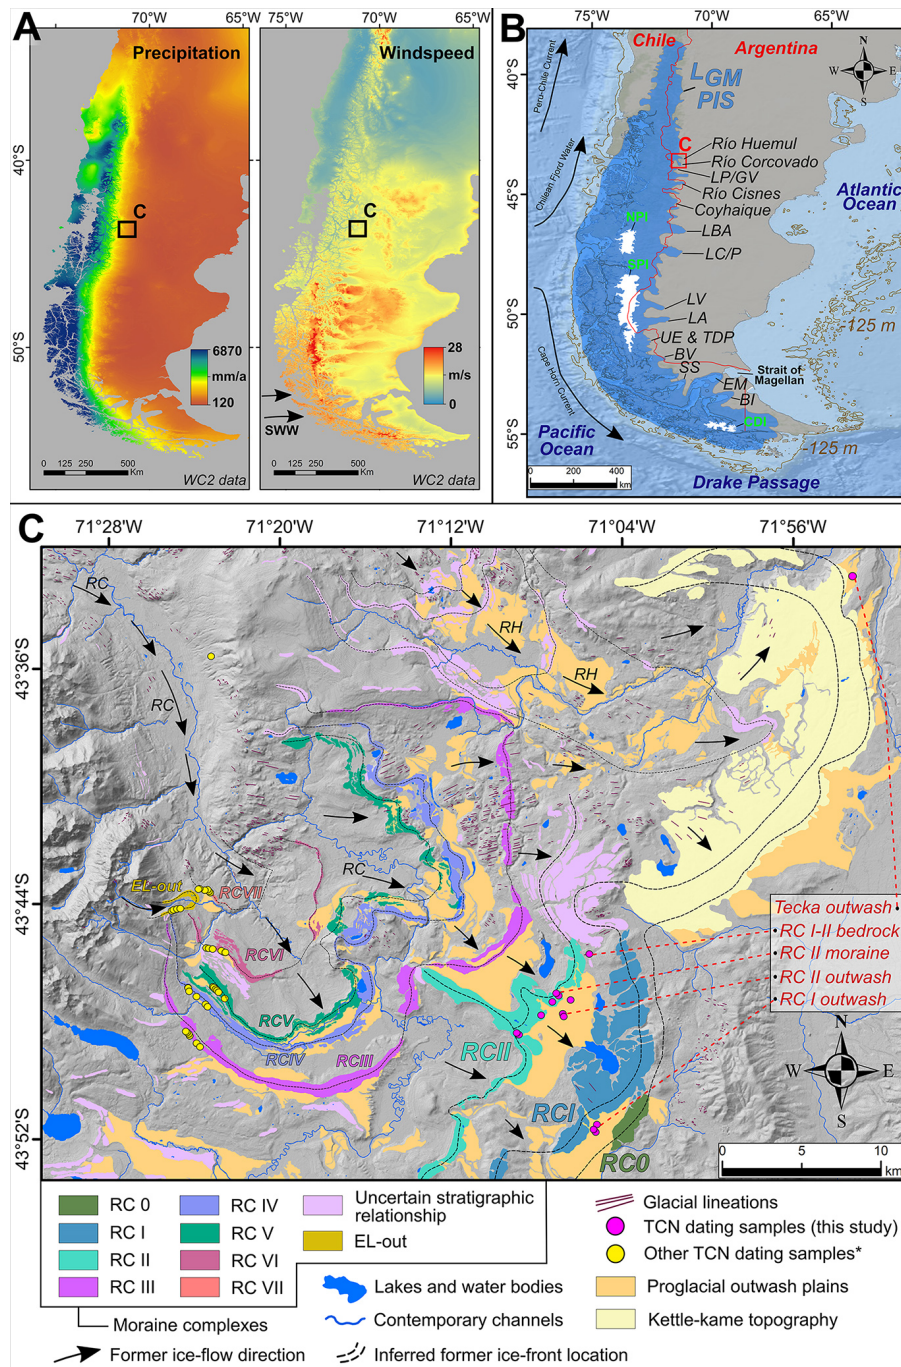 A
70°W 65°W 70°W 65°W
Precipitation
Windspeed
40°S
C
C
50°S
6870
mm/a
120
28
m/s
0
SWW
0 125 250 500
Km
WC2 data
0 125 250 500
Km
WC2 data
B
75°W 70°W 65°W
40°S
45°S
50°S
55°S
Chile
Argentina
N
W E
S
Peru-Chile Current
LGM
PIS
C
Río Huemul
Río Corcovado
LP/GV
Río Cisnes
Coyhaique
Chilean Fjord Water
NPI
LBA
LC/P
SPI
Atlantic
Ocean
LV
LA
UE & TDP
BV
SS
EM
BI
-125 m
Strait of
Magellan
Cape Horn Current
CDI
-125 m
Pacific
Ocean
Drake Passage
0 200 400
km
C
71°28'W 71°20'W 71°12'W 71°04'W 71°56'W
43°36'S
43°44'S
43°52'S
RC
RC
RH
RH
RC
EL-out
RCVII
RCVI
RCV
RCIV
RCIII
RCII
RCI
RC0
Tecka outwash
RC I-II bedrock
RC II moraine
RC II outwash
RC I outwash
N
W E
S
0 5 10
km
RC 0
RC I
RC II
RC III
RC IV
RC V
RC VI
RC VII
Uncertain stratigraphic
relationship
EL-out
Moraine complexes
Lakes and water bodies
Contemporary channels
Former ice-flow direction
Inferred former ice-front location
Glacial lineations
TCN dating samples (this study)
Other TCN dating samples*
Proglacial outwash plains
Kettle-kame topography